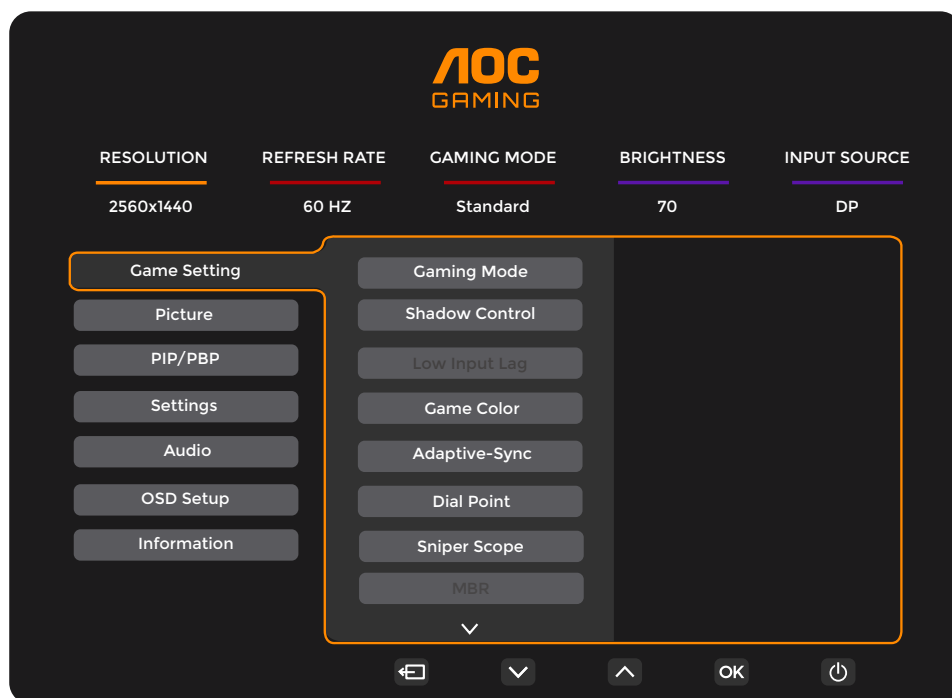 AOC
GAMING
RESOLUTION REFRESH RATE GAMING MODE BRIGHTNESS INPUT SOURCE
2560x1440 60 HZ Standard 70 DP
Game Setting
Picture
PIP/PBP
Settings
Audio
OSD Setup
Information
Gaming Mode
Shadow Control
Low Input Lag
Game Color
Adaptive-Sync
Dial Point
Sniper Scope
MBR
OK